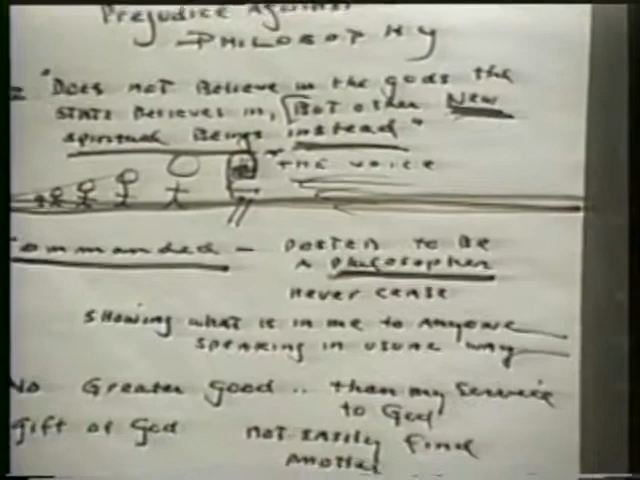 Prejudice Against
PHILOSOPHY
"Does not Believe in the gods the
STATE Believes in, [But other New
spiritual Beings instead"
THE VOICE
ommanded - POSTED TO BE
A Philosopher
never cease
Showing what is in me to Anyone
SPEAKING IN USUAL WAY
No Greater good.. than my Service
to God
Gift of God not easily find
Another